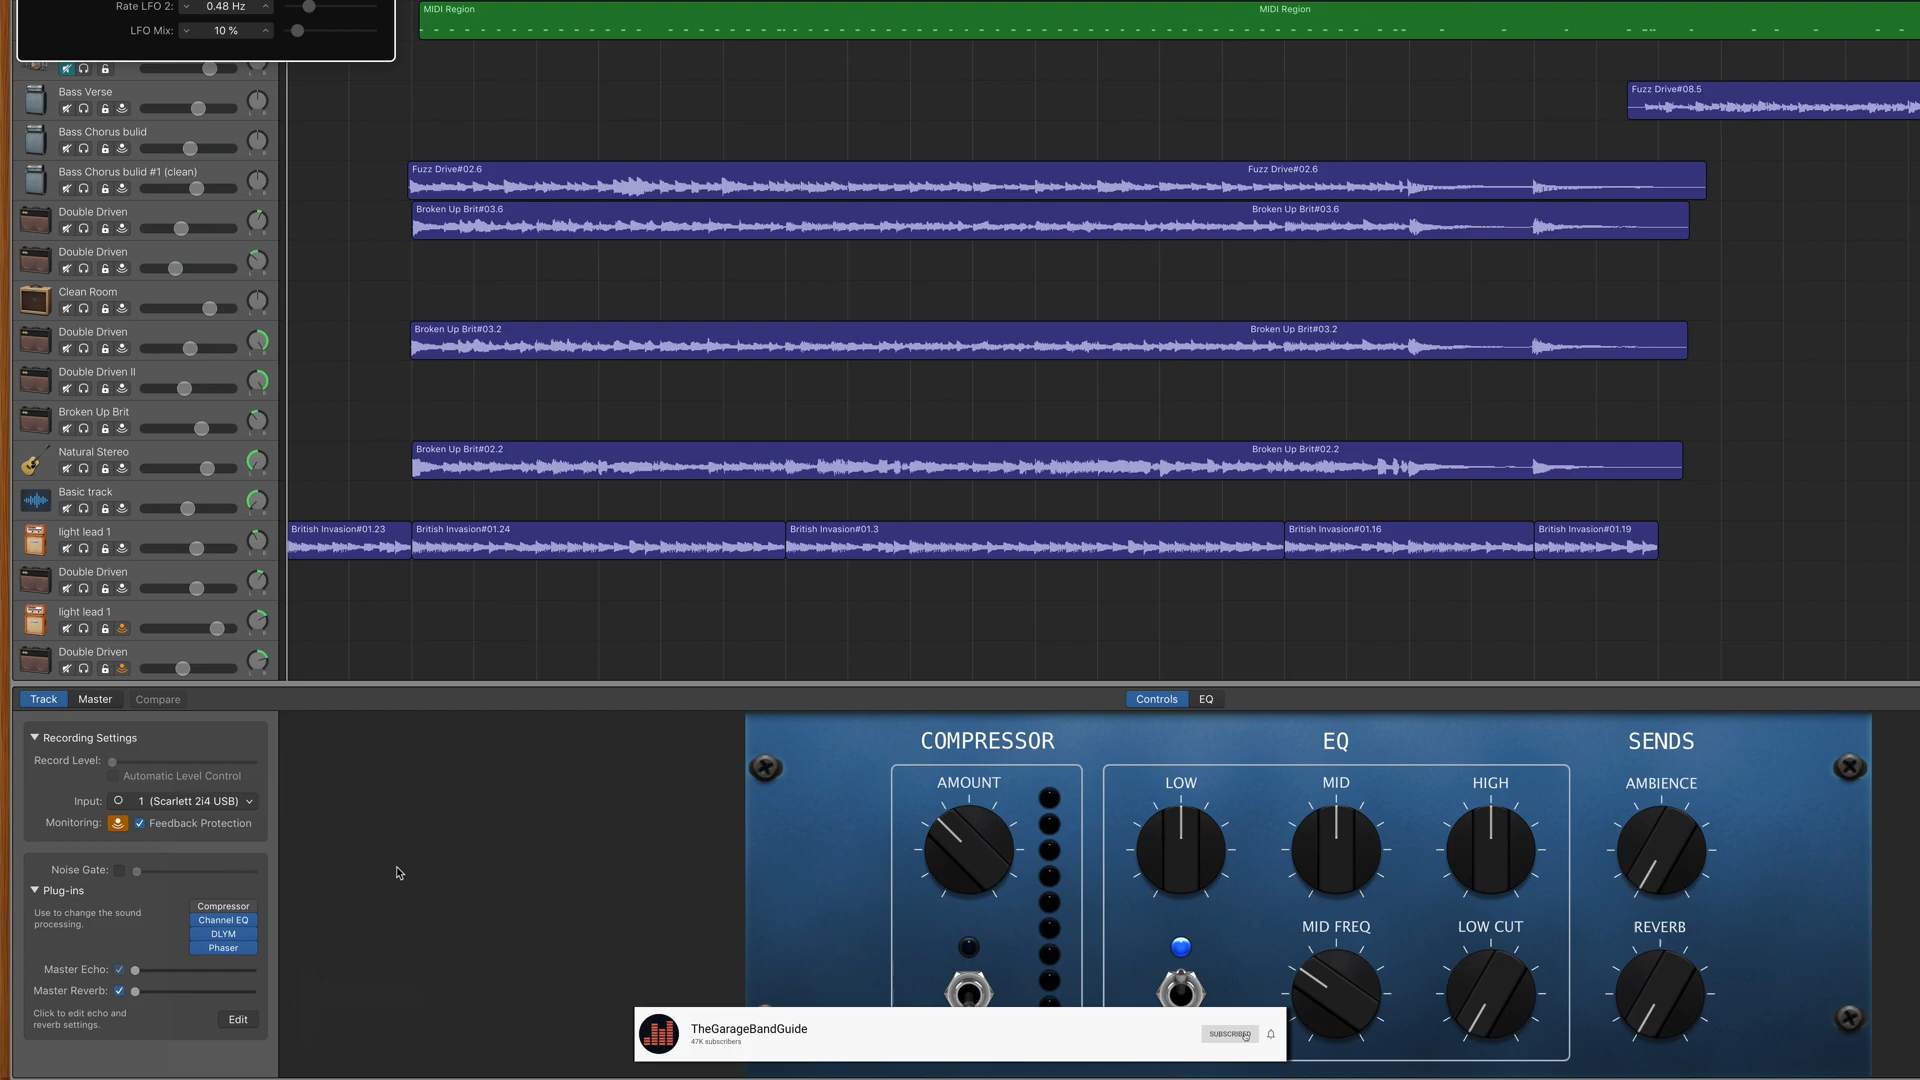 Rate LFO 2: 0.48 Hz
LFO Mix: 10 %
MIDI Region MIDI Region
Bass Verse
Fuzz Drive#08.5
Bass Chorus bulid
Bass Chorus bulid #1 (clean)
Fuzz Drive#02.6 Fuzz Drive#02.6
Double Driven
Broken Up Brit#03.6 Broken Up Brit#03.6
Double Driven
Clean Room
Double Driven
Broken Up Brit#03.2 Broken Up Brit#03.2
Double Driven II
Broken Up Brit
Natural Stereo
Broken Up Brit#02.2 Broken Up Brit#02.2
Basic track
light lead 1
British Invasion#01.23 British Invasion#01.24 British Invasion#01.3 British Invasion#01.16 British Invasion#01.19
Double Driven
light lead 1
Double Driven
Track Master Compare
Controls EQ
Recording Settings
Record Level:
Automatic Level Control
Input: 1 (Scarlett 2i4 USB)
Monitoring: Feedback Protection
Noise Gate:
Plug-ins
Use to change the sound
processing.
Compressor
Channel EQ
DLYM
Phaser
Master Echo:
Master Reverb:
Click to edit echo and
reverb settings.
Edit
COMPRESSOR EQ SENDS
AMOUNT LOW MID HIGH AMBIENCE
MID FREQ LOW CUT REVERB
TheGarageBandGuide
47K subscribers
SUBSCRIBED